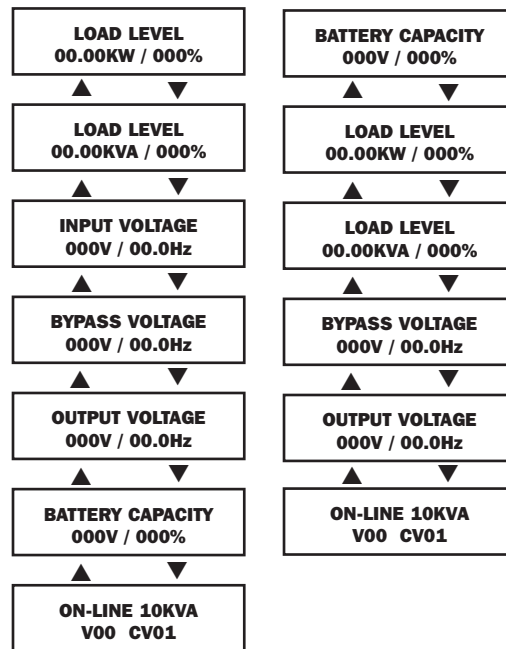 LOAD LEVEL
00.00KW / 000%
LOAD LEVEL
00.00KVA / 000%
INPUT VOLTAGE
000V / 00.0Hz
BYPASS VOLTAGE
000V / 00.0Hz
OUTPUT VOLTAGE
000V / 00.0Hz
BATTERY CAPACITY
000V / 000%
ON-LINE 10KVA
V00 CV01
BATTERY CAPACITY
000V / 000%
LOAD LEVEL
00.00KW / 000%
LOAD LEVEL
00.00KVA / 000%
BYPASS VOLTAGE
000V / 00.0Hz
OUTPUT VOLTAGE
000V / 00.0Hz
ON-LINE 10KVA
V00 CV01